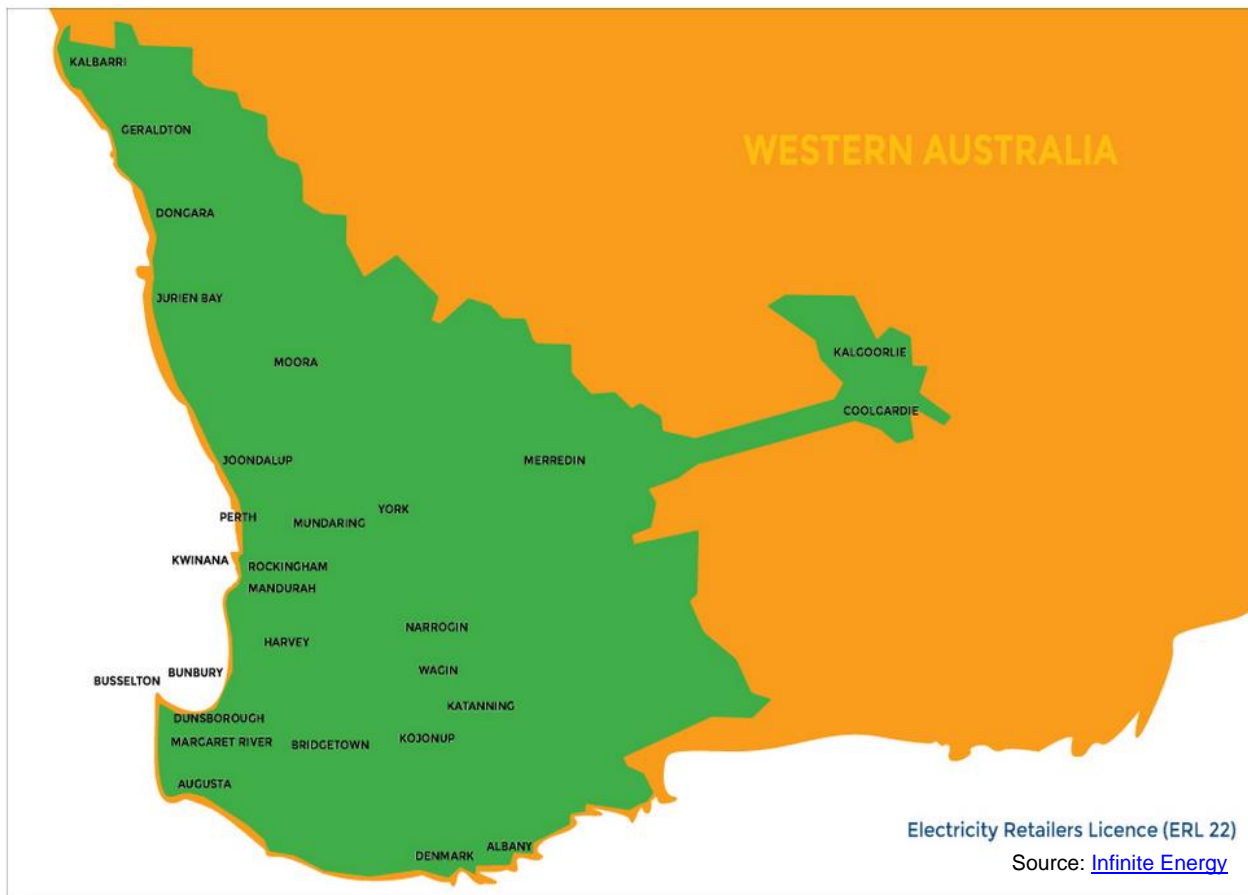 KALBARRI
GERALDTON
WESTERN AUSTRALIA
DONGARA
JURIEN BAY
KALGOORLIE
MOORA
COOLGARDIE
JOONDALUP
MERREDIN
YORK
PERTH
MUNDARING
KWINANA
ROCKINGHAM
MANDURAH
NARROGIN
HARVEY
WAGIN
BUNBURY
BUSSELTON
KATANNING
DUNSBOROUGH
KOJONUP
MARGARET RIVER
BRIDGETOWN
AUGUSTA
Electricity Retailers Licence (ERL 22)
ALBANY
DENMARK
Source: Infinite Energy